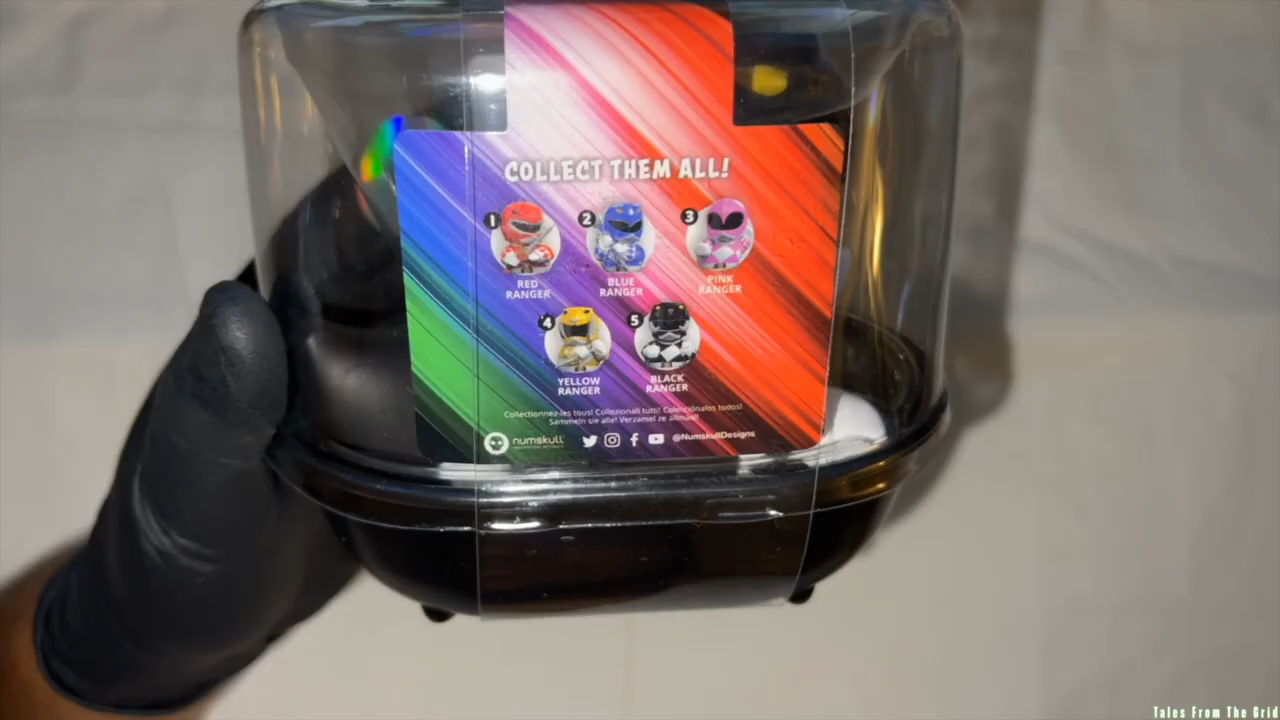 COLLECT THEM ALL!
1
2
3
RED
RANGER
BLUE
RANGER
PINK
RANGER
4
5
YELLOW
RANGER
BLACK
RANGER
Collectionnez-les tous! Collezionali tutti! Colecciónalos todos!
Sammeln sie alle! Verzamel ze allmaal!
numskull
@NumskullDesigns
Tales From The Grid